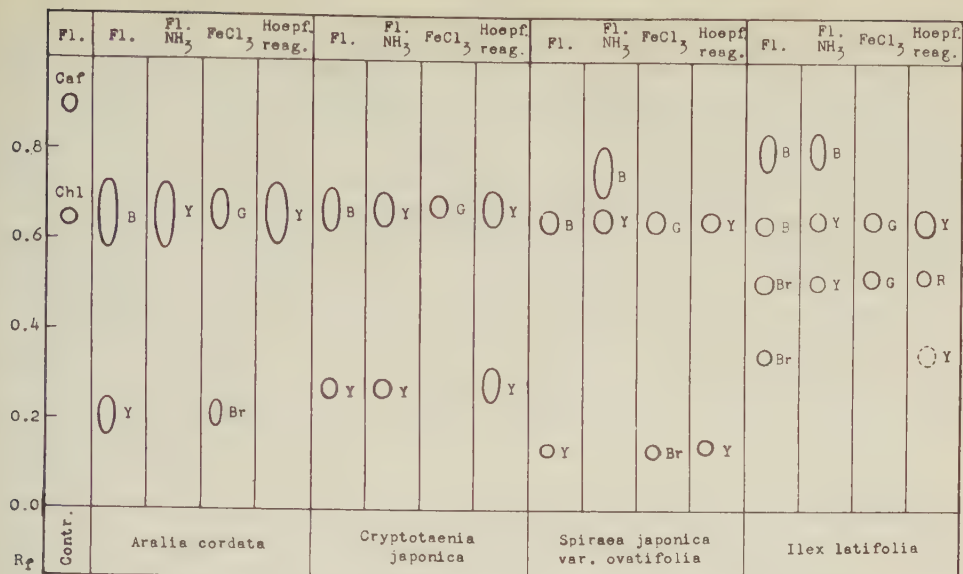 Fl. Fl. Fl. NH3 FeCl3 Hoepf. reag. Fl. Fl. NH3 FeCl3 Hoepf. reag. Fl. Fl. NH3 FeCl3 Hoepf. reag. Fl. Fl. NH3 FeCl3 Hoepf. reag.
Caf
0.8 B B
Chl
B
B Y G Y B Y G Y B Y G Y B Y G Y
0.6
Br Y G R
0.4
Br Y
Y Y Y
0.2 Y Br
Y Br Y
0.0
Rf
Contr.
Aralia cordata
Cryptotaenia
japonica
Spiraea japonica
var. ovatifolia
Ilex latifolia